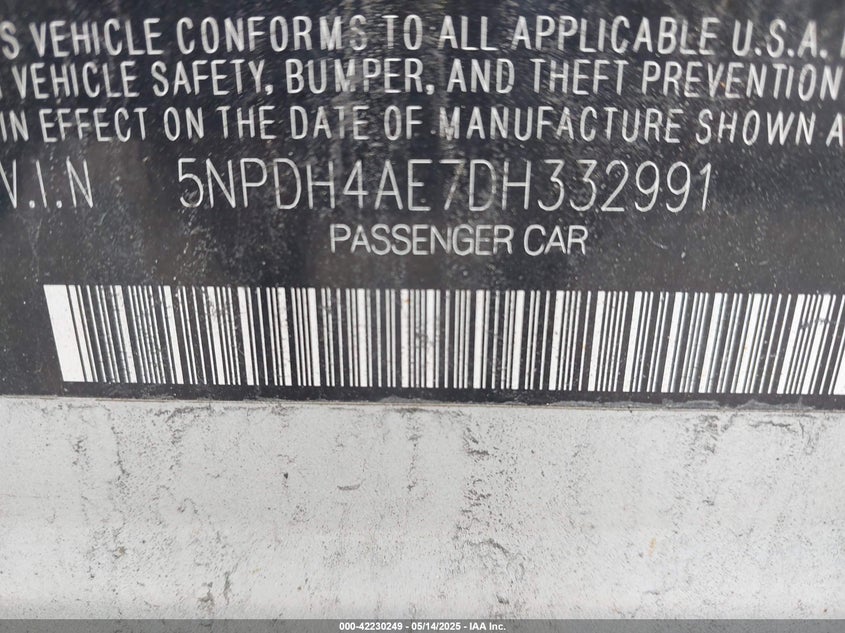 S VEHICLE CONFORMS TO ALL APPLICABLE U.S.A.
VEHICLE SAFETY, BUMPER, AND THEFT PREVENTION
IN EFFECT ON THE DATE OF MANUFACTURE SHOWN A
V.I.N 5NPDH4AE7DH332991
PASSENGER CAR
000-42230249 - 05/14/2025 - IAA Inc.